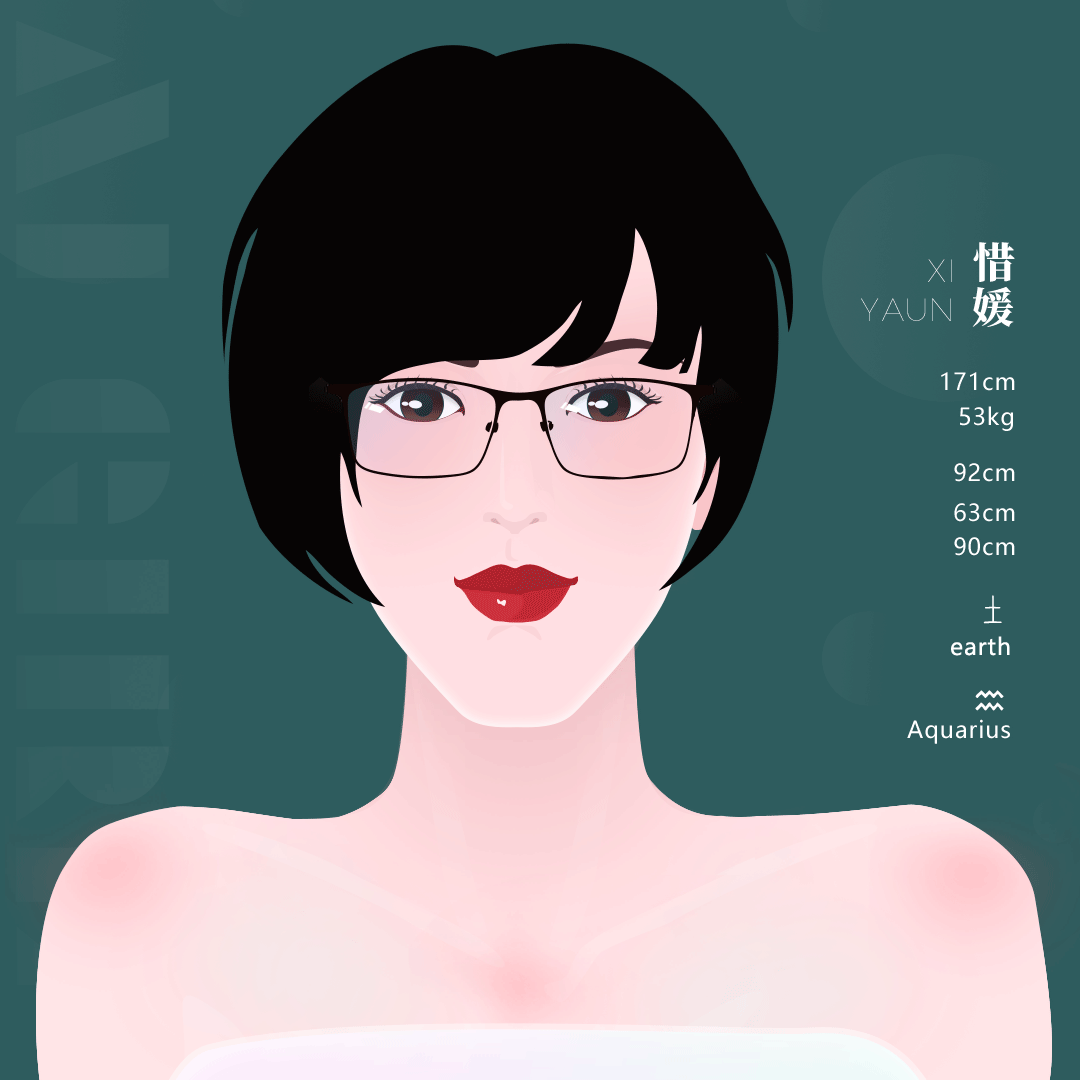 惜媛
XI
YAUN
171cm
53kg
92cm
63cm
90cm
土
earth
Aquarius